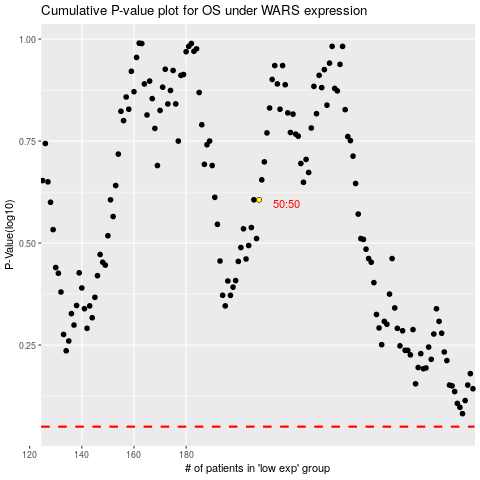 Cumulative P-value plot for OS under WARS expression
P-Value(log10)
1.00
0.75
0.50
0.25
50:50
120 140 160 180
# of patients in 'low exp' group